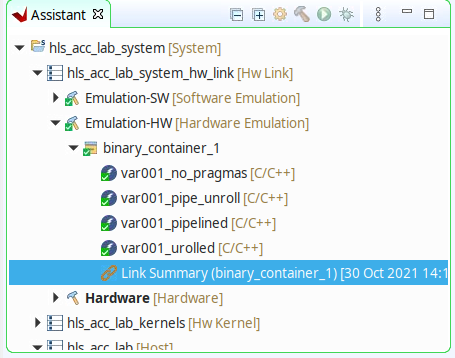 Assistant
hls_acc_lab_system [System]
hls_acc_lab_system_hw_link [Hw Link]
Emulation-SW [Software Emulation]
Emulation-HW [Hardware Emulation]
binary_container_1
var001_no_pragmas [C/C++]
var001_pipe_unroll [C/C++]
var001_pipelined [C/C++]
var001_urolled [C/C++]
Link Summary (binary_container_1) [30 Oct 2021 14:1
Hardware [Hardware]
hls_acc_lab_kernels [Hw Kernel]
hls_acc_lab [Host]